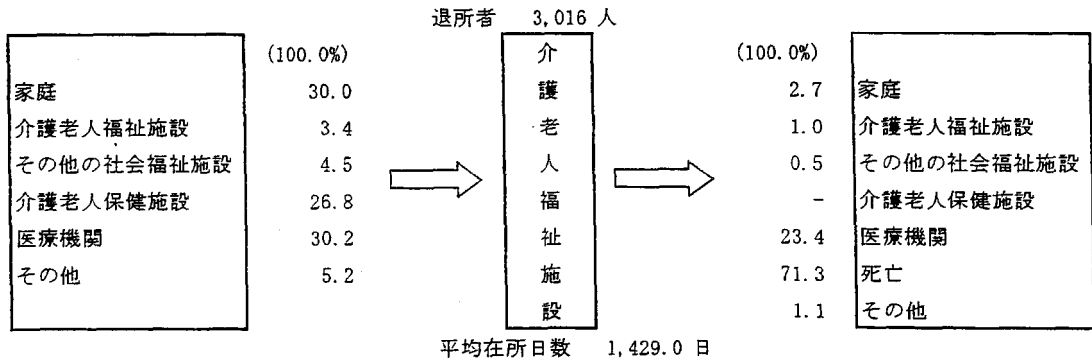 退所者 3,016 人
(100.0%) 介 (100.0%)
家庭 30.0 護 2.7 家庭
介護老人福祉施設 3.4 老 1.0 介護老人福祉施設
その他の社会福祉施設 4.5 人 0.5 その他の社会福祉施設
介護老人保健施設 26.8 福 - 介護老人保健施設
医療機関 30.2 祉 23.4 医療機関
その他 5.2 施 71.3 死亡
設 1.1 その他
平均在所日数 1,429.0 日